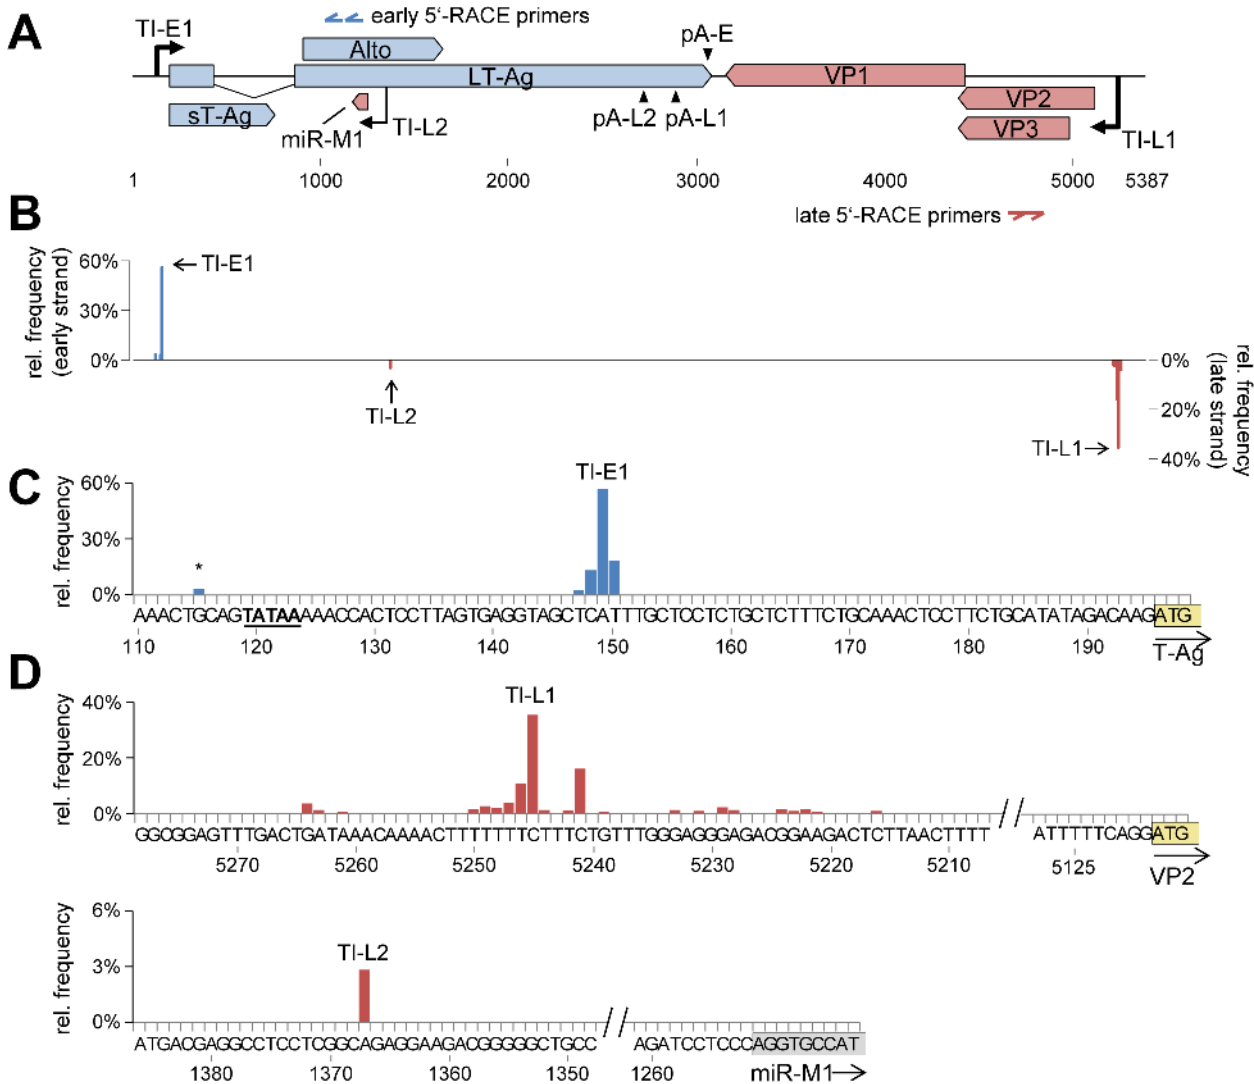 A
TI-E1
early 5‘-RACE primers
pA-E
Alto
LT-Ag
VP1
sT-Ag
miR-M1
TI-L2
pA-L2
pA-L1
VP2
VP3
TI-L1
1 1000 2000 3000 4000 5000 5387
late 5‘-RACE primers
B
rel. frequency
(early strand)
60%
30%
0%
TI-E1
TI-L2
TI-L1
0%
20%
40%
rel. frequency
(late strand)
C
rel. frequency
60%
30%
0%
*
TI-E1
AAACTGCAGTATAAAAACCACTCCTTAGTGAGGTAGCTCATTTGCTCCTCTGCTCTTTCTGCAAACTCCTTCTGCATATAGACAAGATG
110 120 130 140 150 160 170 180 190
T-Ag
D
rel. frequency
40%
20%
0%
TI-L1
GGCGGAGTTTGACTGATAAACAAAACTTTTTTTCTTTCTGTTTGGGAGGGAGACGGAAGACTCTTAACTTTT // ATTTTTCAGGATG
5270 5260 5250 5240 5230 5220 5210 5125
VP2
rel. frequency
6%
3%
0%
TI-L2
ATGACGAGGCCTCCTCGGCAGAGGAAGACGGGGGCTGCC // AGATCCTCCCAGGTGCCAT
1380 1370 1360 1350 1260
miR-M1